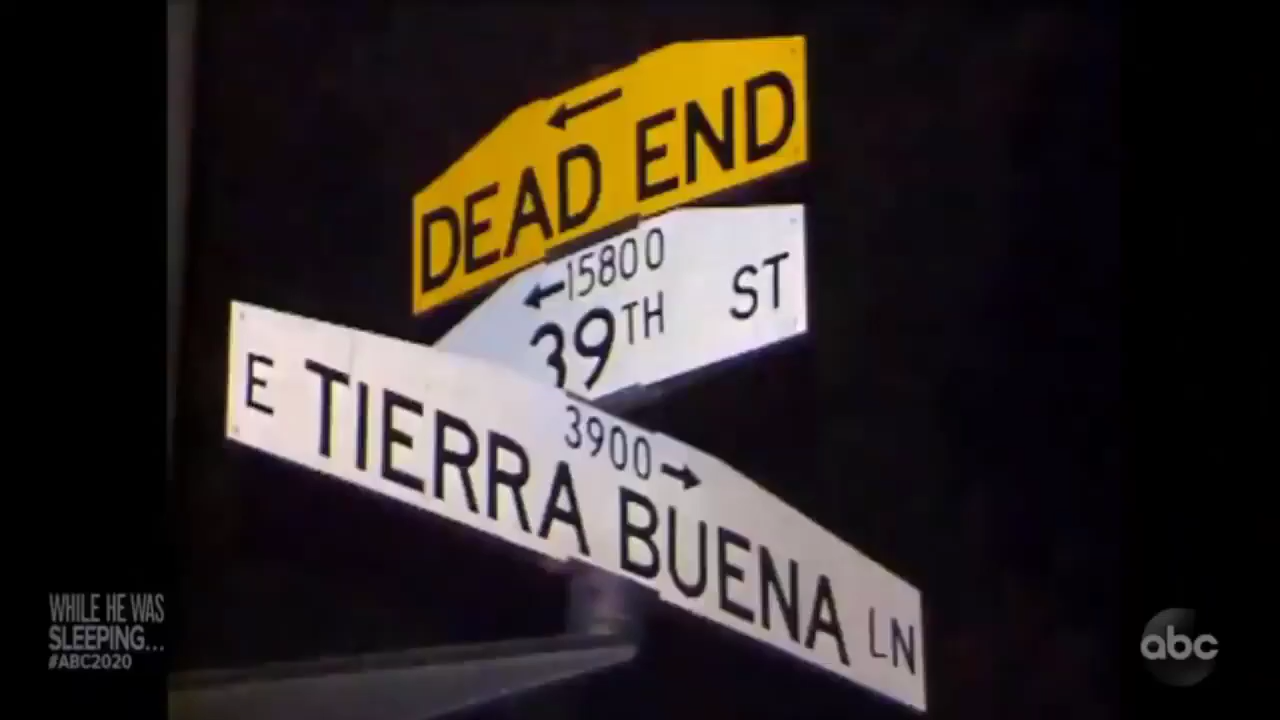 ←
DEAD END
←15800
39TH ST
3900→
E TIERRA BUENA LN
WHILE HE WAS
SLEEPING...
#ABC2020
abc